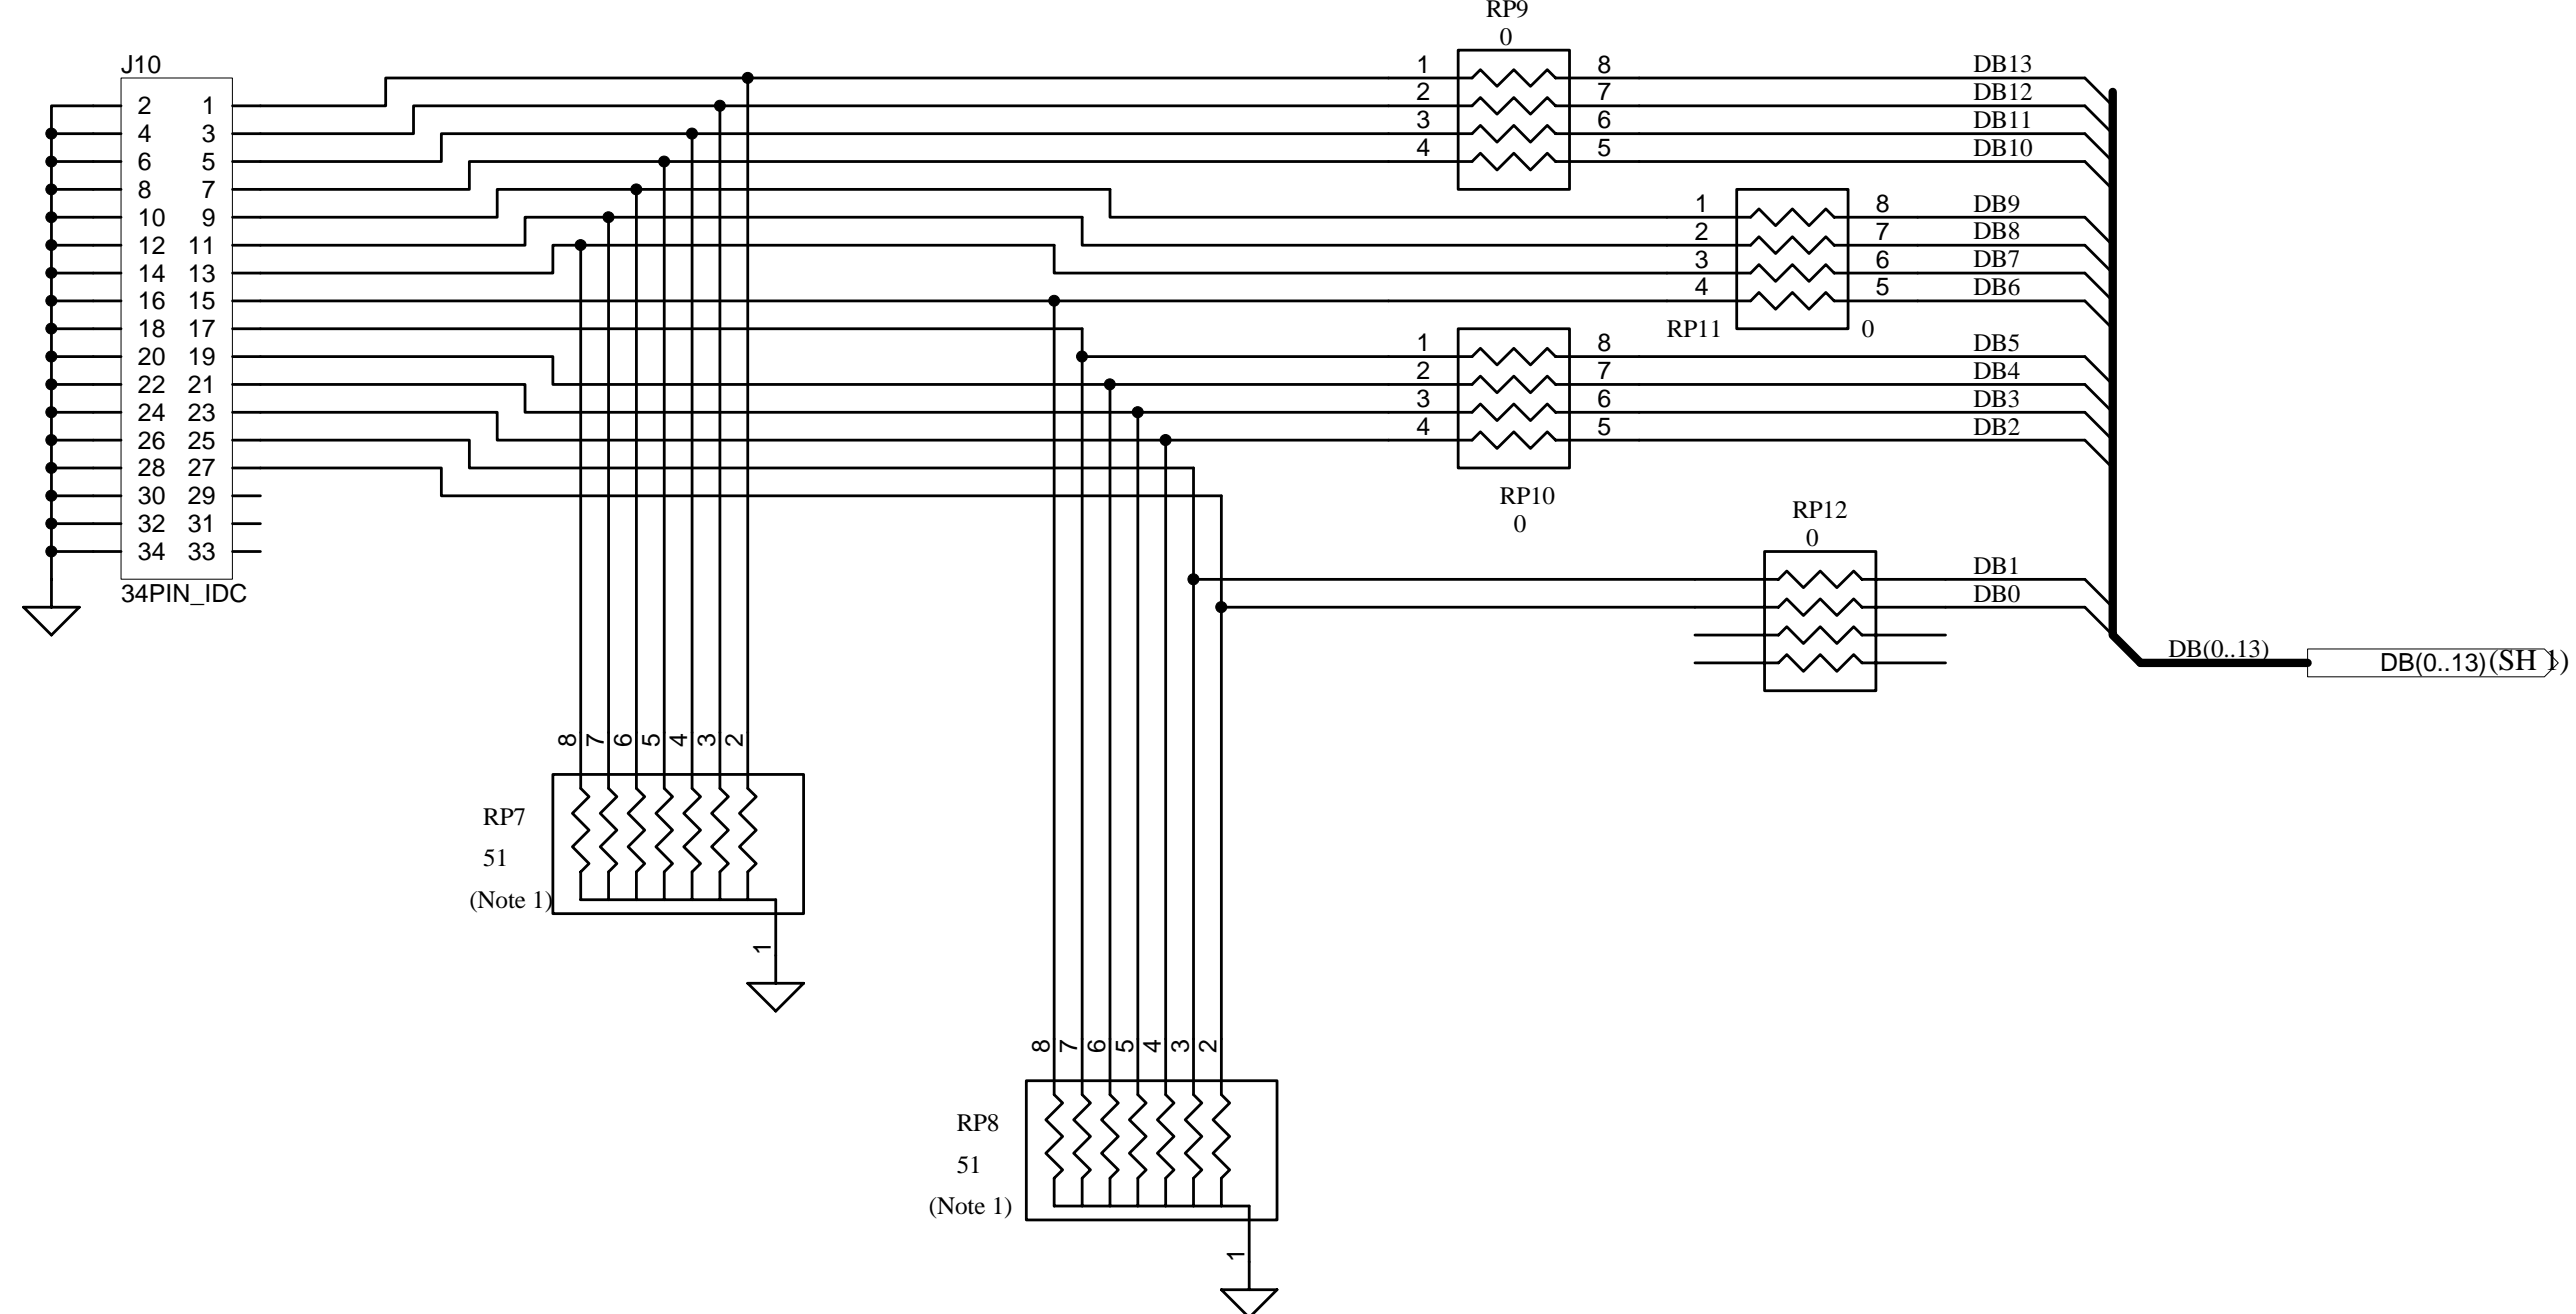 RP9
0
J10
1 8 DB13
2 7 DB12
2 1
3 6 DB11
4 3
4 5 DB10
6 5
8 7
1 8 DB9
10 9
2 7 DB8
12 11
3 6 DB7
14 13
4 5 DB6
16 15
18 17
RP11 0
1 8 DB5
20 19
2 7 DB4
22 21
3 6 DB3
24 23
4 5 DB2
26 25
28 27
30 29
RP10
RP12
32 31
0
0
34 33
DB1
34PIN_IDC
DB0
DB(0..13)
DB(0..13) (SH 1)
8 7 6 5 4 3 2
RP7
51
(Note 1)
1
8 7 6 5 4 3 2
RP8
51
(Note 1)
1